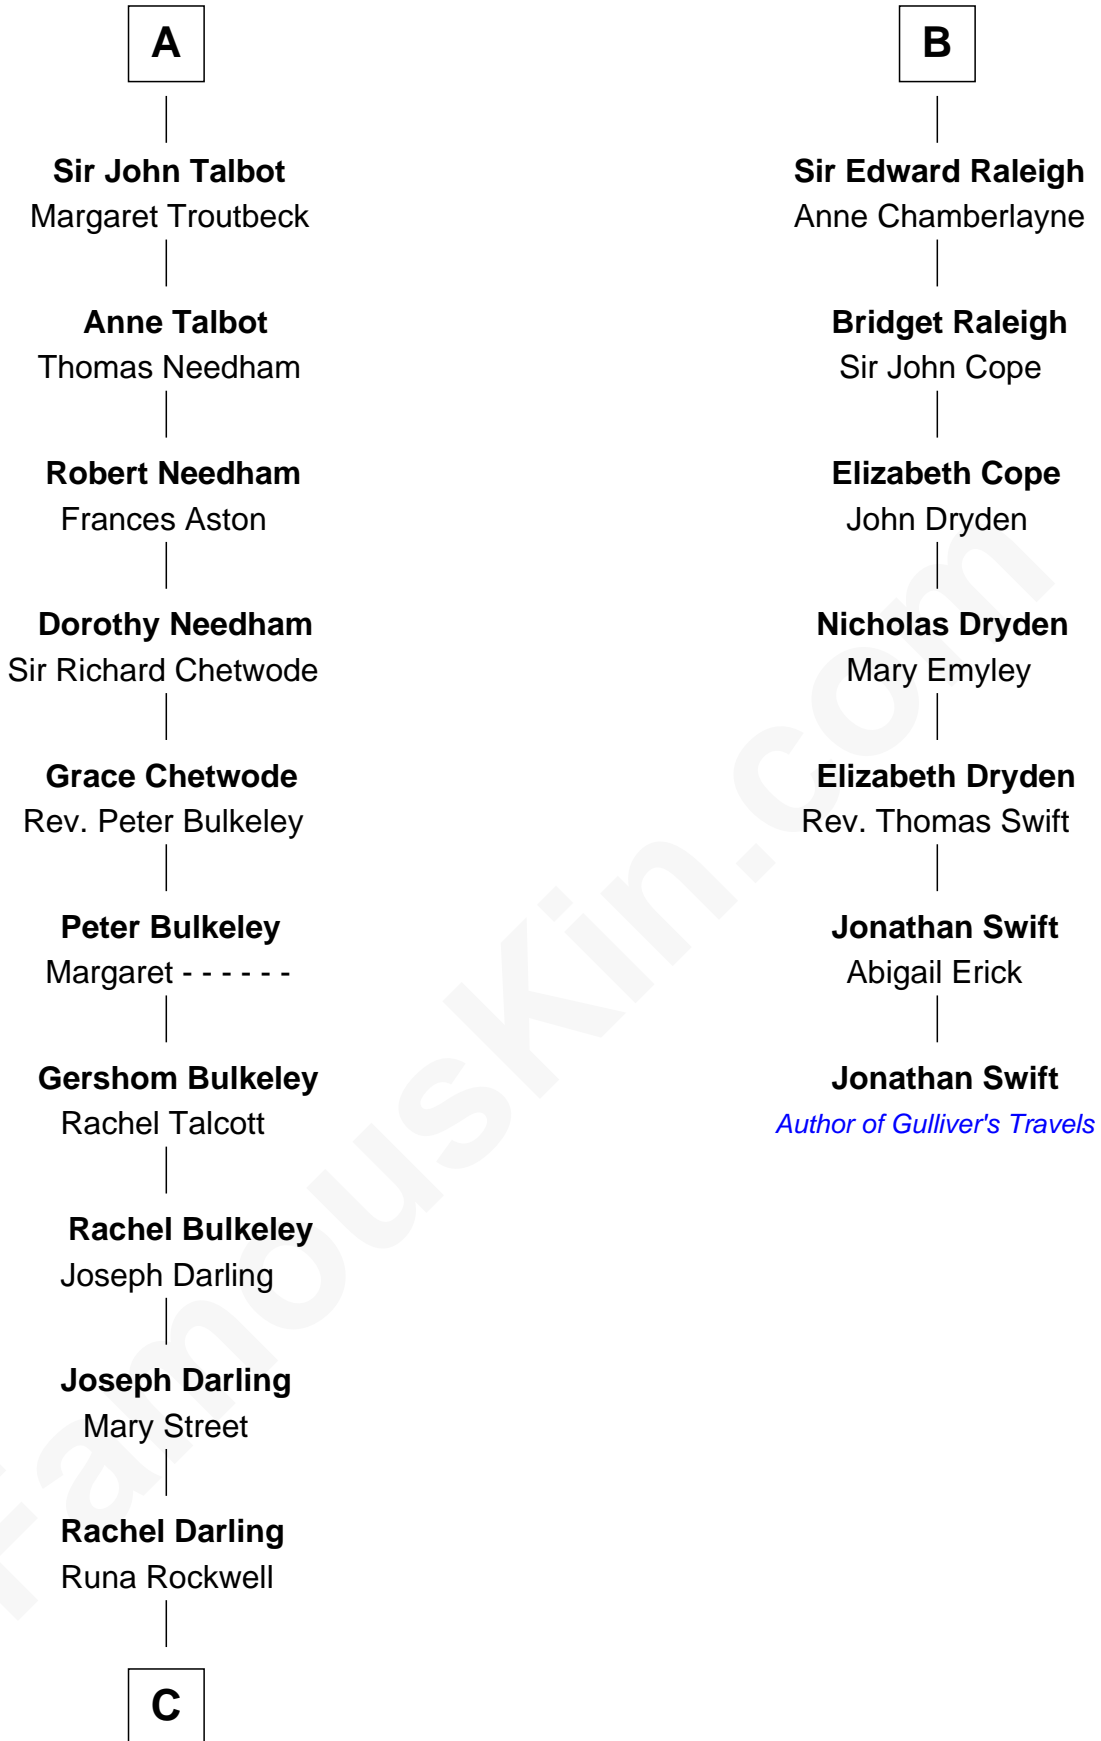 A
Sir John Talbot
Margaret Troutbeck
Anne Talbot
Thomas Needham
Robert Needham
Frances Aston
Dorothy Needham
Sir Richard Chetwode
Grace Chetwode
Rev. Peter Bulkeley
Peter Bulkeley
Margaret - - - - - -
Gershom Bulkeley
Rachel Talcott
Rachel Bulkeley
Joseph Darling
Joseph Darling
Mary Street
Rachel Darling
Runa Rockwell
C
B
Sir Edward Raleigh
Anne Chamberlayne
Bridget Raleigh
Sir John Cope
Elizabeth Cope
John Dryden
Nicholas Dryden
Mary Emyley
Elizabeth Dryden
Rev. Thomas Swift
Jonathan Swift
Abigail Erick
Jonathan Swift
Author of Gulliver's Travels
FamousKin.com